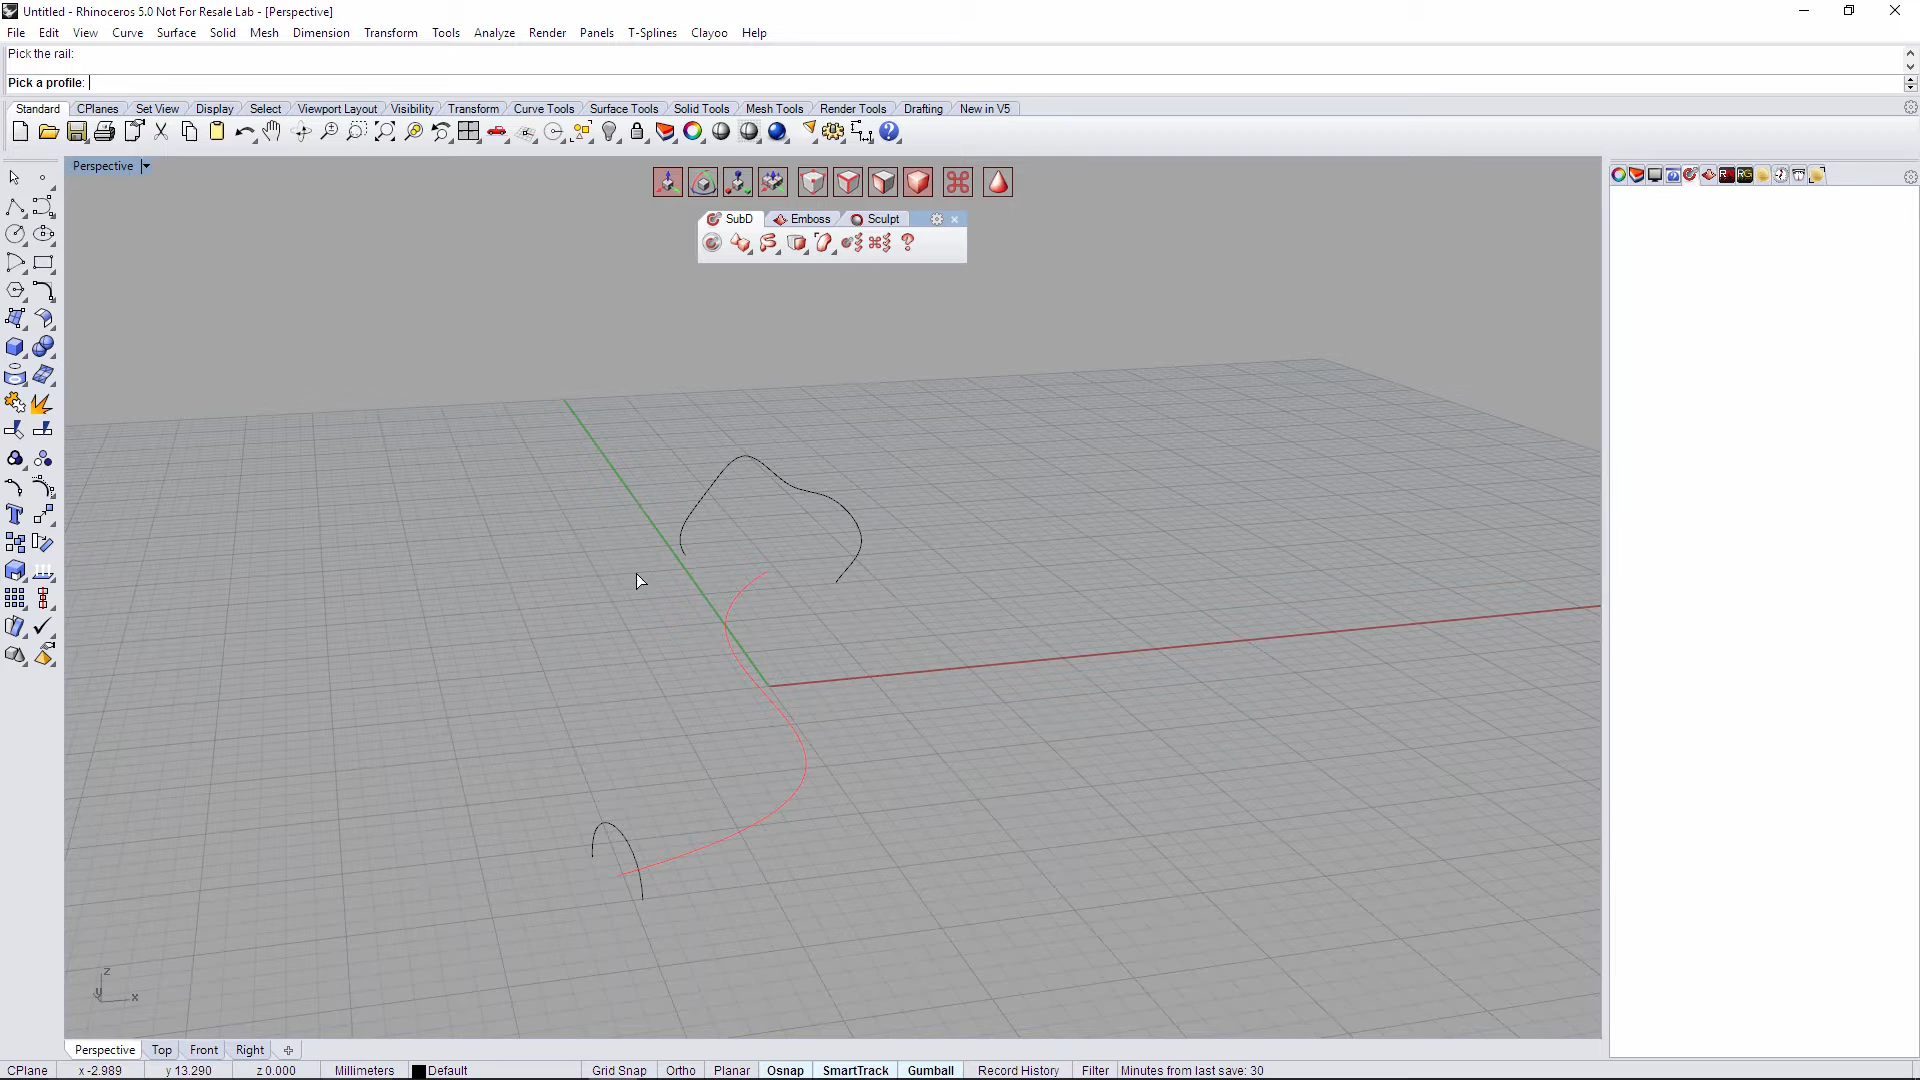 Untitled - Rhinoceros 5.0 Not For Resale Lab - [Perspective]
File Edit View Curve Surface Solid Mesh Dimension Transform Tools Analyze Render Panels T-Splines Clayoo Help
Pick the rail:
Pick a profile:
Standard CPlanes Set View Display Select Viewport Layout Visibility Transform Curve Tools Surface Tools Solid Tools Mesh Tools Render Tools Drafting New in V5
Perspective
SubD Emboss Sculpt
z
y x
Perspective Top Front Right
CPlane x -2.989 y 13.290 z 0.000 Millimeters Default Grid Snap Ortho Planar Osnap SmartTrack Gumball Record History Filter Minutes from last save: 30